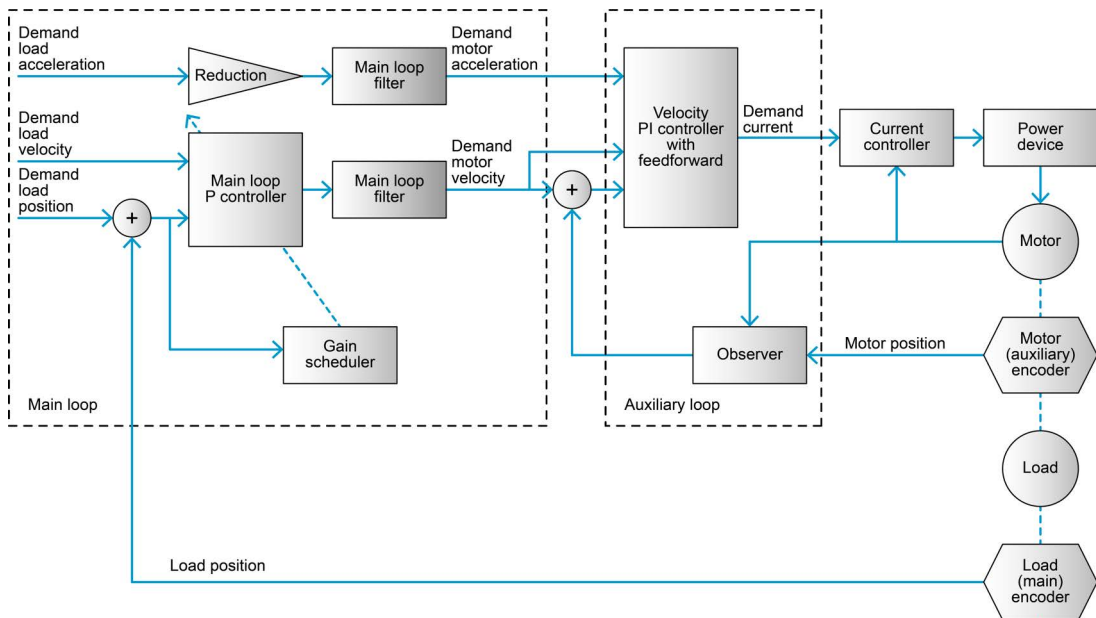 Demand
load
acceleration
Reduction
Main loop
filter
Demand
motor
acceleration
Demand
load
velocity
Demand
load
position
+
Main loop
P controller
Main loop
filter
Demand
motor
velocity
+
Gain
scheduler
Main loop
Velocity
PI controller
with
feedforward
Demand
current
Current
controller
Power
device
Motor
Observer
Motor position
Motor
(auxiliary)
encoder
Auxiliary loop
Load
Load position
Load
(main)
encoder